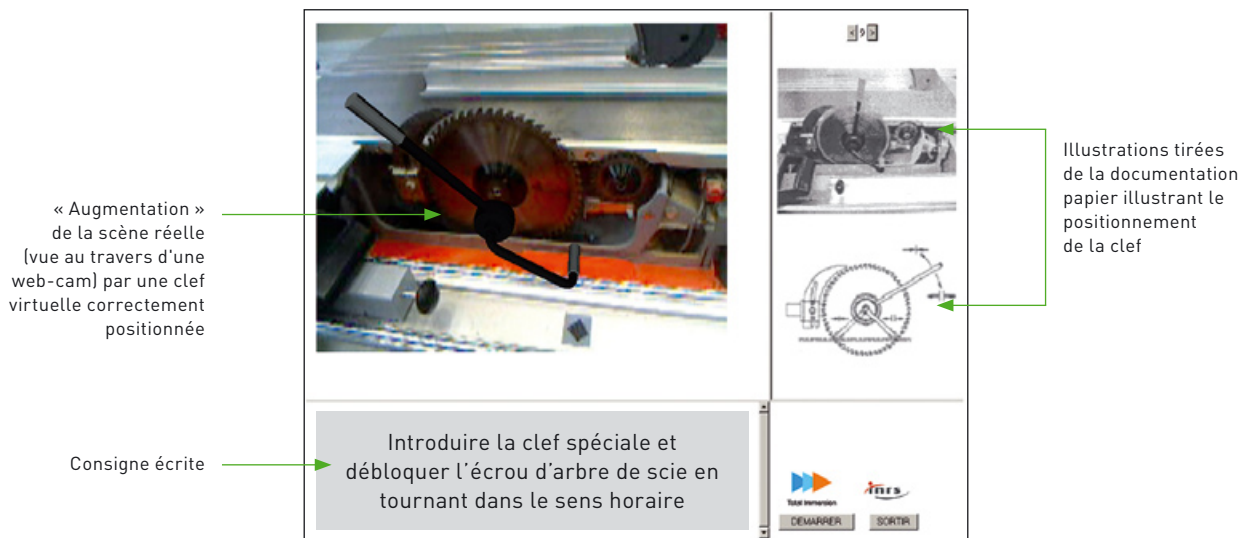 < 9 >
« Augmentation »
de la scène réelle
(vue au travers d'une
web-cam) par une clef
virtuelle correctement
positionnée
Illustrations tirées
de la documentation
papier illustrant le
positionnement
de la clef
Consigne écrite
Introduire la clef spéciale et
débloquer l'écrou d'arbre de scie en
tournant dans le sens horaire
Total Immersion
inrs
DEMARRER
SORTIR